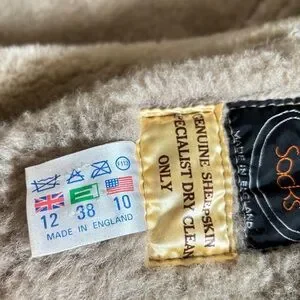 12 38 10
MADE IN ENGLAND
GENUINE SHEEPSKIN
SPECIALIST DRY CLEAN
ONLY
MADE IN
ENGLAND